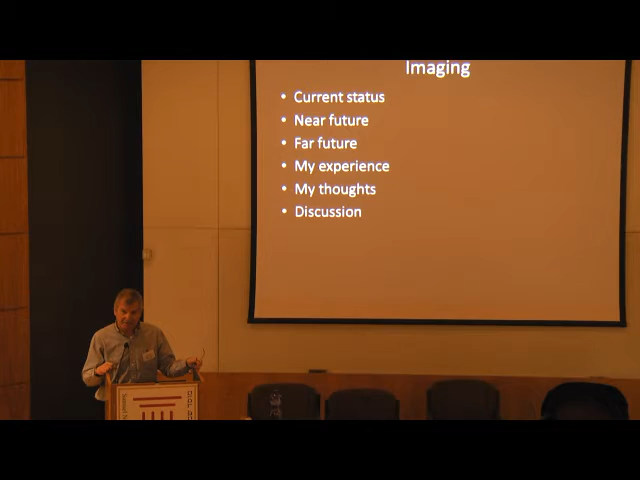 Imaging
• Current status
• Near future
• Far future
• My experience
• My thoughts
• Discussion